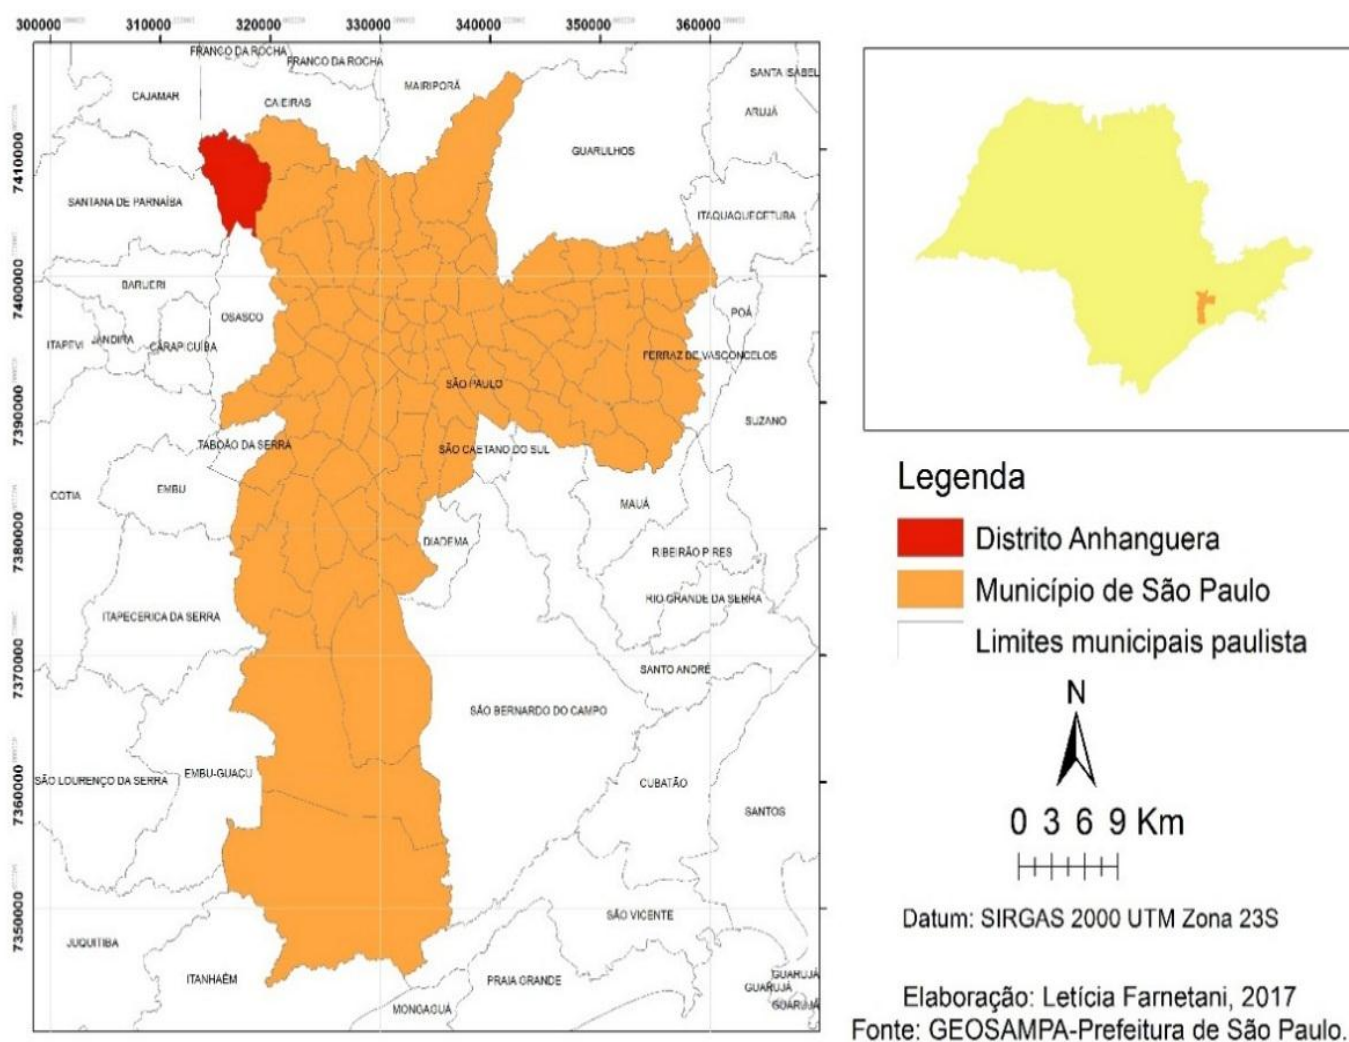 300000 310000 320000 330000 340000 350000 360000
7410000
7400000
7390000
7380000
7370000
7360000
7350000
FRANCO DA ROCHA
FRANCO DA ROCHA
MAIRIPORÃ
SANTA ISABEL
CAJAMAR
CAIEIRAS
ARUJÁ
GUARULHOS
SANTANA DE PARNAÍBA
ITAQUAQUECETUBA
BARUERI
OSASCO
POÁ
ITAPEVI
JANDIRA
CARAPICUÍBA
FERRAZ DE VASCONCELOS
SÃO PAULO
SUZANO
TABOÃO DA SERRA
SÃO CAETANO DO SUL
COTIA
EMBU
MAUÁ
DIADEMA
RIBEIRÃO PIRES
RIO GRANDE DA SERRA
ITAPECERICA DA SERRA
SANTO ANDRÉ
SÃO BERNARDO DO CAMPO
SÃO LOURENÇO DA SERRA
EMBU-GUAÇU
CUBATÃO
SANTOS
SÃO VICENTE
JUQUITIBA
ITANHAÉM
PRAIA GRANDE
GUARUJÁ
GUARUJÁ
GUARUJÁ
MONGAGUÁ
Legenda
Distrito Anhanguera
Município de São Paulo
Limites municipais paulista
N
0 3 6 9 Km
Datum: SIRGAS 2000 UTM Zona 23S
Elaboração: Letícia Farnetani, 2017
Fonte: GEOSAMPA-Prefeitura de São Paulo.